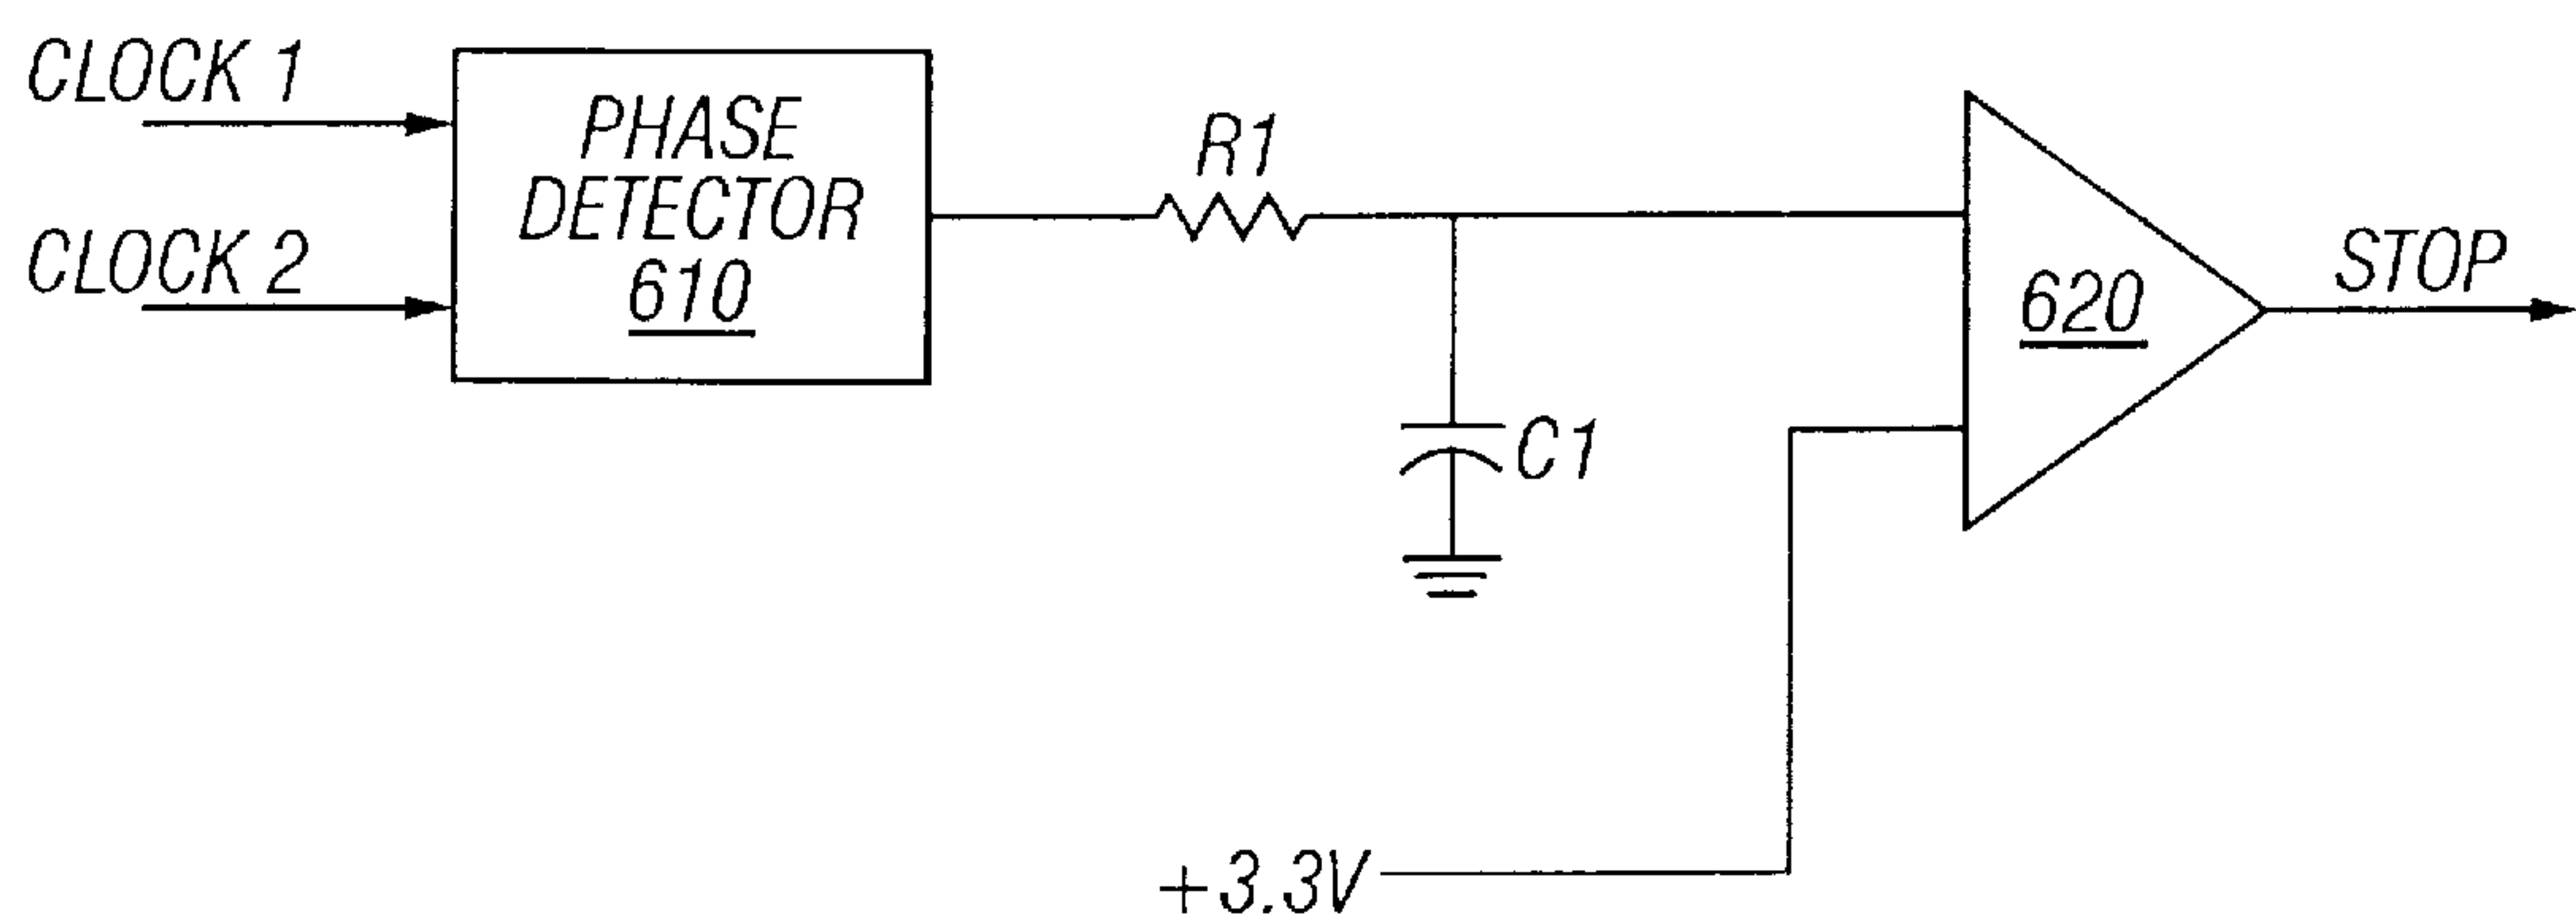 CLOCK 1
CLOCK 2
PHASE
DETECTOR
610
R1
C1
+3.3V
620
STOP